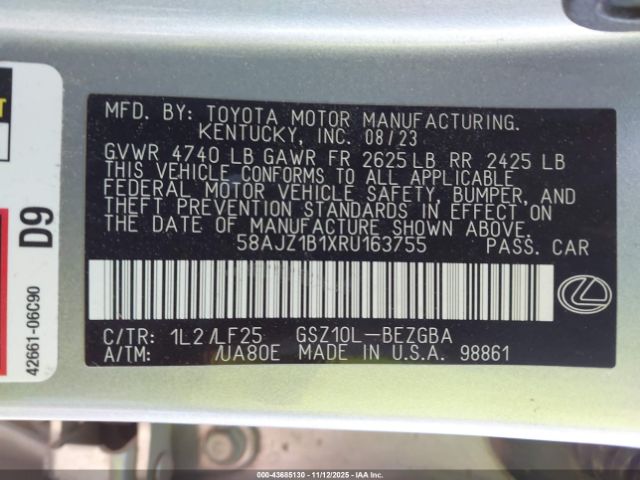 MFD. BY: TOYOTA MOTOR MANUFACTURING.
KENTUCKY, INC. 08/23
GVWR 4740 LB GAWR FR 2625 LB RR 2425 LB
THIS VEHICLE CONFORMS TO ALL APPLICABLE
FEDERAL MOTOR VEHICLE SAFETY, BUMPER, AND
THEFT PREVENTION STANDARDS IN EFFECT ON
THE DATE OF MANUFACTURE SHOWN ABOVE.
58AJZ1B1XRU163755 PASS. CAR
C/TR: 1L2 /LF25 GSZ10L-BEZGBA
A/TM: /UA80E MADE IN U.S.A. 98861
D9
42661-06C90
000-43685130 - 11/12/2025 - IAAI.COM